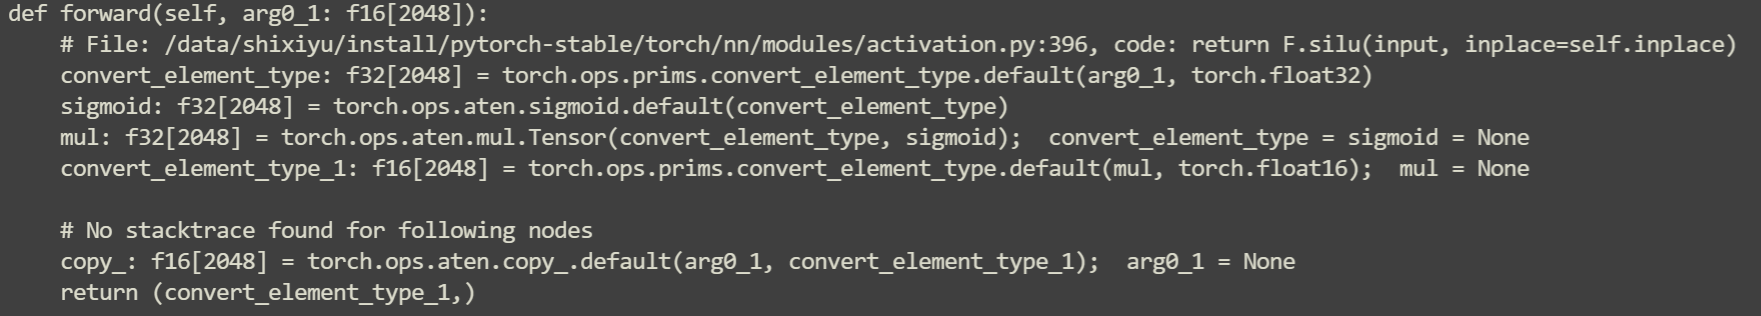 def forward(self, arg0_1: f16[2048]):
    # File: /data/shixiyu/install/pytorch-stable/torch/nn/modules/activation.py:396, code: return F.silu(input, inplace=self.inplace)
    convert_element_type: f32[2048] = torch.ops.prims.convert_element_type.default(arg0_1, torch.float32)
    sigmoid: f32[2048] = torch.ops.aten.sigmoid.default(convert_element_type)
    mul: f32[2048] = torch.ops.aten.mul.Tensor(convert_element_type, sigmoid);  convert_element_type = sigmoid = None
    convert_element_type_1: f16[2048] = torch.ops.prims.convert_element_type.default(mul, torch.float16);  mul = None

    # No stacktrace found for following nodes
    copy_: f16[2048] = torch.ops.aten.copy_.default(arg0_1, convert_element_type_1);  arg0_1 = None
    return (convert_element_type_1,)